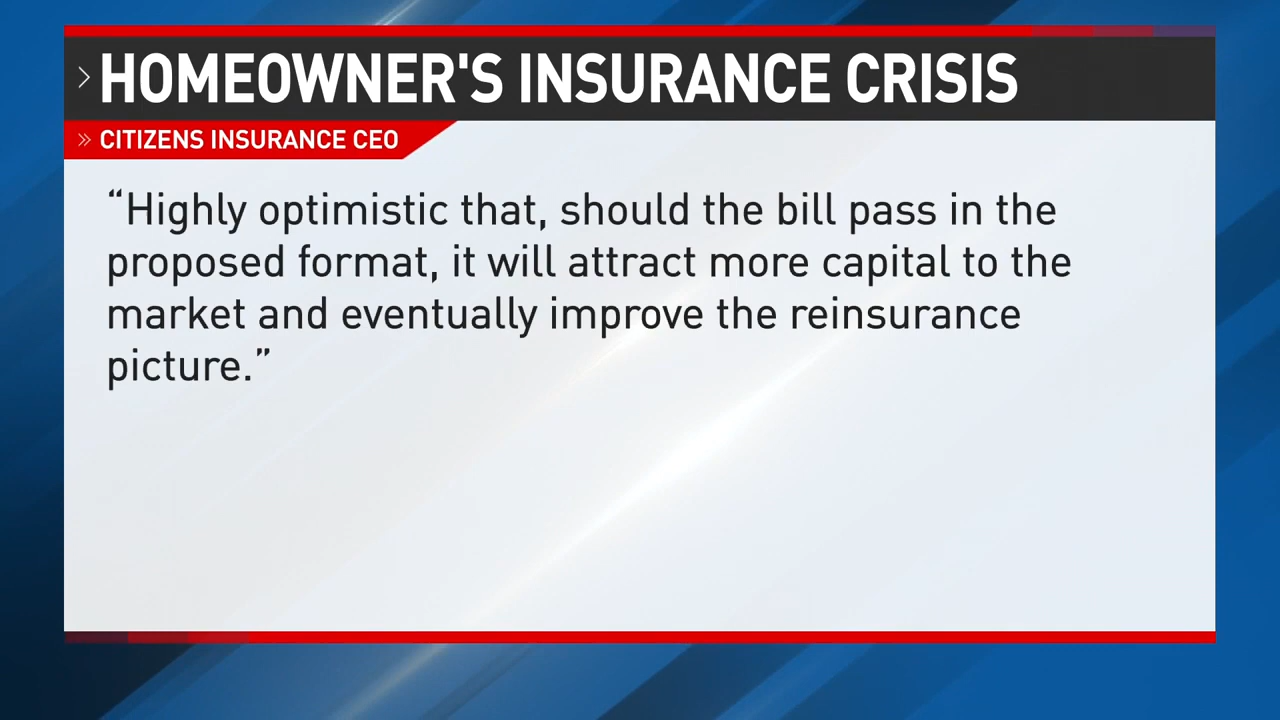 HOMEOWNER'S INSURANCE CRISIS
CITIZENS INSURANCE CEO
“Highly optimistic that, should the bill pass in the
proposed format, it will attract more capital to the
market and eventually improve the reinsurance
picture.”